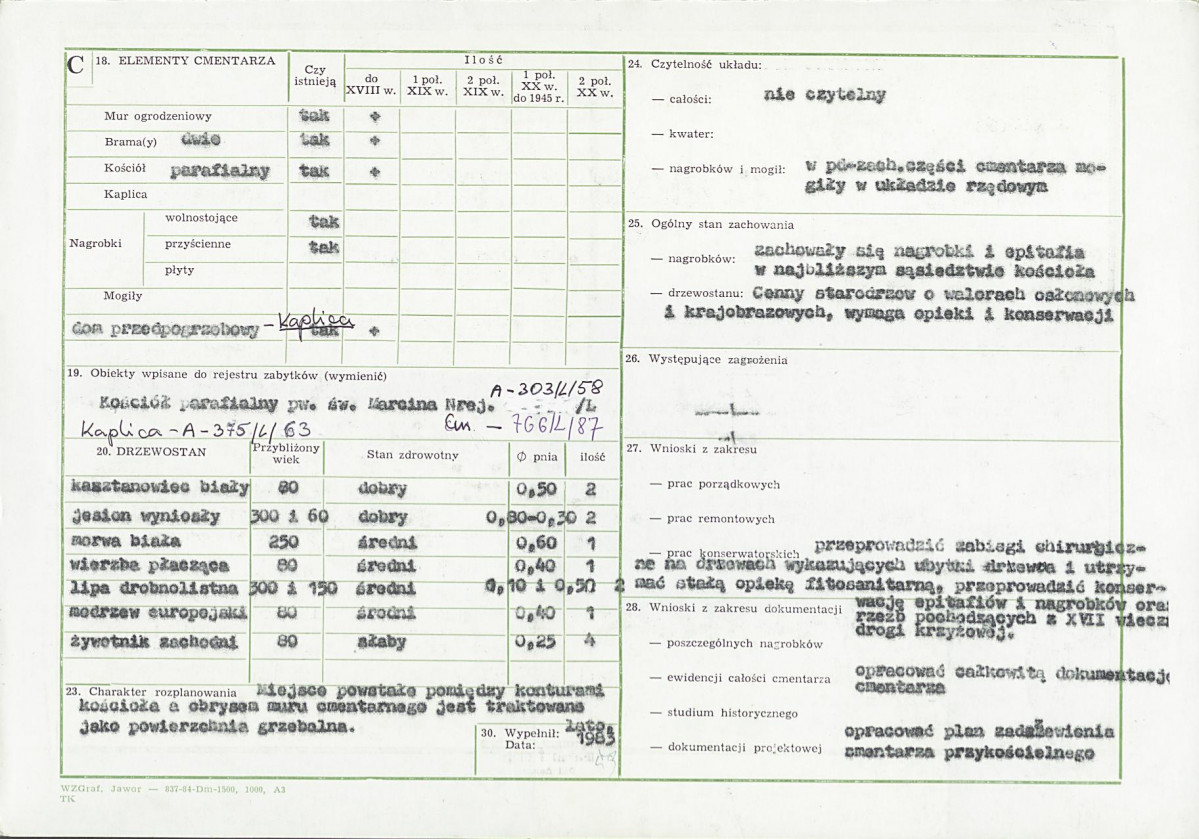 C 18. ELEMENTY CMENTARZA
Czy istnieją
Ilość
do XVIII w.
1 poł. XIX w.
2 poł. XIX w.
1 poł. XX w. do 1945 r.
2 poł. XX w.
Mur ogrodzeniowy tak +
Brama(y) dwie tak +
Kościół parafialny tak +
Kaplica
Nagrobki
wolnostojące tak
przyścienne tak
płyty
Mogiły
dom przedpogrzebowy - Kaplica tak +
19. Obiekty wpisane do rejestru zabytków (wymienić)
A-303/L/58
Kościół parafialny pw. św. Marcina Nrej. /L
Kaplica - A - 375/L/63 Cm. - 766/L/87
20. DRZEWOSTAN Przybliżony wiek Stan zdrowotny Φ pnia ilość
kasztanowiec biały 80 dobry 0,50 2
jesion wyniosły 300 i 60 dobry 0,80-0,30 2
morwa biała 250 średni 0,60 1
wierzba płacząca 80 średni 0,40 1
lipa drobnolistna 300 i 150 średni 0,10 i 0,50 2
modrzew europejski 80 średni 0,40 1
żywotnik zachodni 80 słaby 0,25 4
23. Charakter rozplanowania Miejsce powstałe pomiędzy konturami
kościoła a obrysem muru cmentarnego jest traktowane
jako powierzchnia grzebalna.
30. Wypełnił: lato,
Data: 1985
24. Czytelność układu:
— całości: nie czytelny
— kwater:
— nagrobków i mogił: w pd-zach.części cmentarza mo-
giły w układzie rzędowym
25. Ogólny stan zachowania
— nagrobków: zachowały się nagrobki i epitafia
w najbliższym sąsiedztwie kościoła
— drzewostanu: Cenny starodrzew o walorach osłonowych
i krajobrazowych, wymaga opieki i konserwacji
26. Występujące zagrożenia
27. Wnioski z zakresu
— prac porządkowych
— prac remontowych
— prac konserwatorskich przeprowadzić zabiegi chirurgicz-
ne na drzewach wykazujących ubytki drzewna i utrzy-
mać stałą opiekę fitosanitarną, przeprowadzić konser-
wację epitafiów i nagrobków ora
rzeźb pochodzących z XVII wiecz
drogi krzyżowej.
28. Wnioski z zakresu dokumentacji
— poszczególnych nagrobków
— ewidencji całości cmentarza opracować całkowitą dokumentację
cmentarza
— studium historycznego
— dokumentacji projektowej opracować plan zadrzewienia
cmentarza przykościelnego
WZGraf. Jawor — 837-84-Dm-1500, 1000, A3
TK